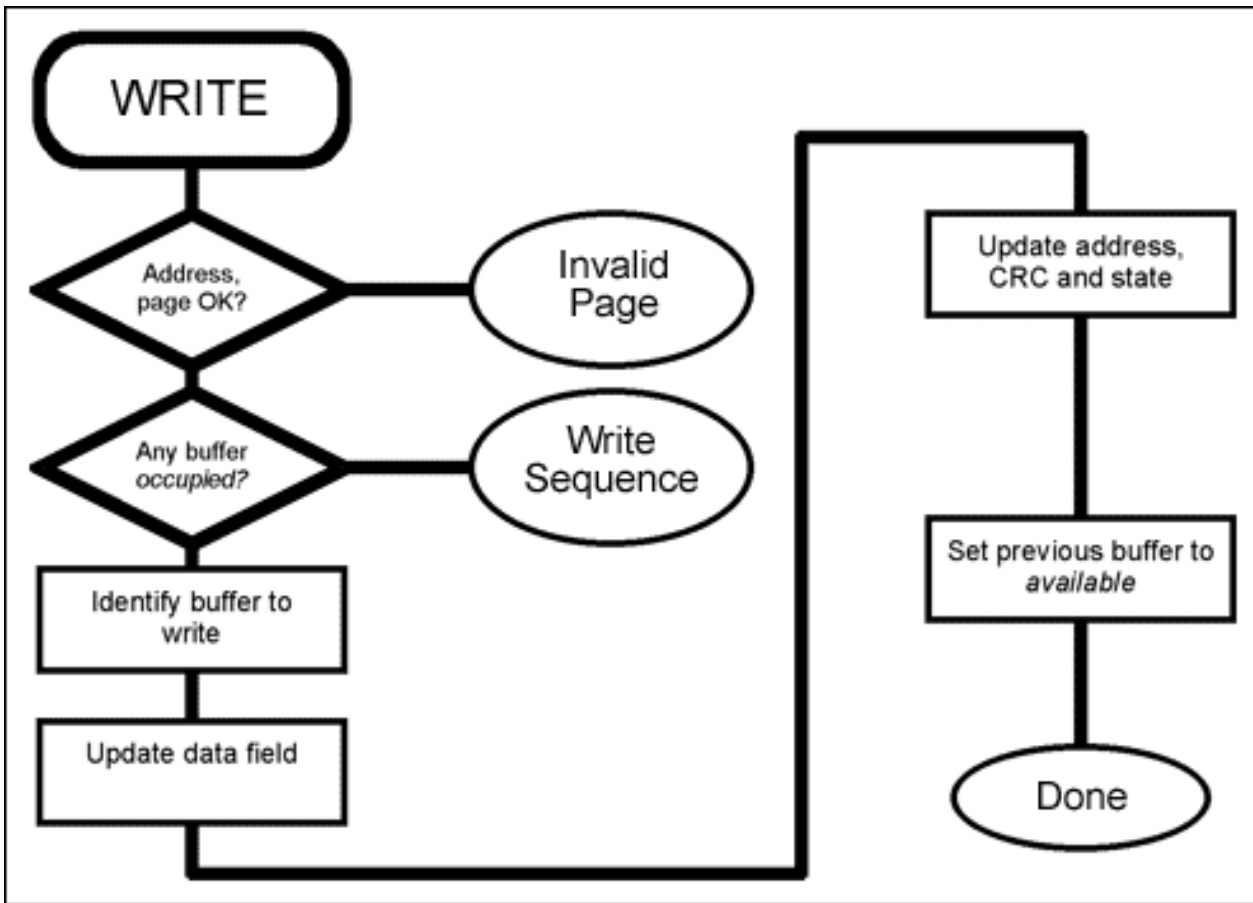 WRITE
Address,
page OK?
Invalid
Page
Any buffer
occupied?
Write
Sequence
Identify buffer to
write
Update data field
Update address,
CRC and state
Set previous buffer to
available
Done